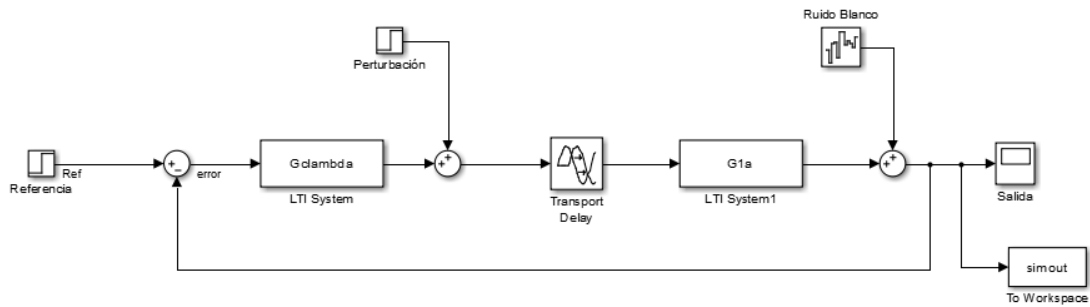 Ruido Blanco
Perturbación
Ref
Referencia
error
Gclambda
LTI System
Transport
Delay
G1a
LTI System1
Salida
simout
To Workspace